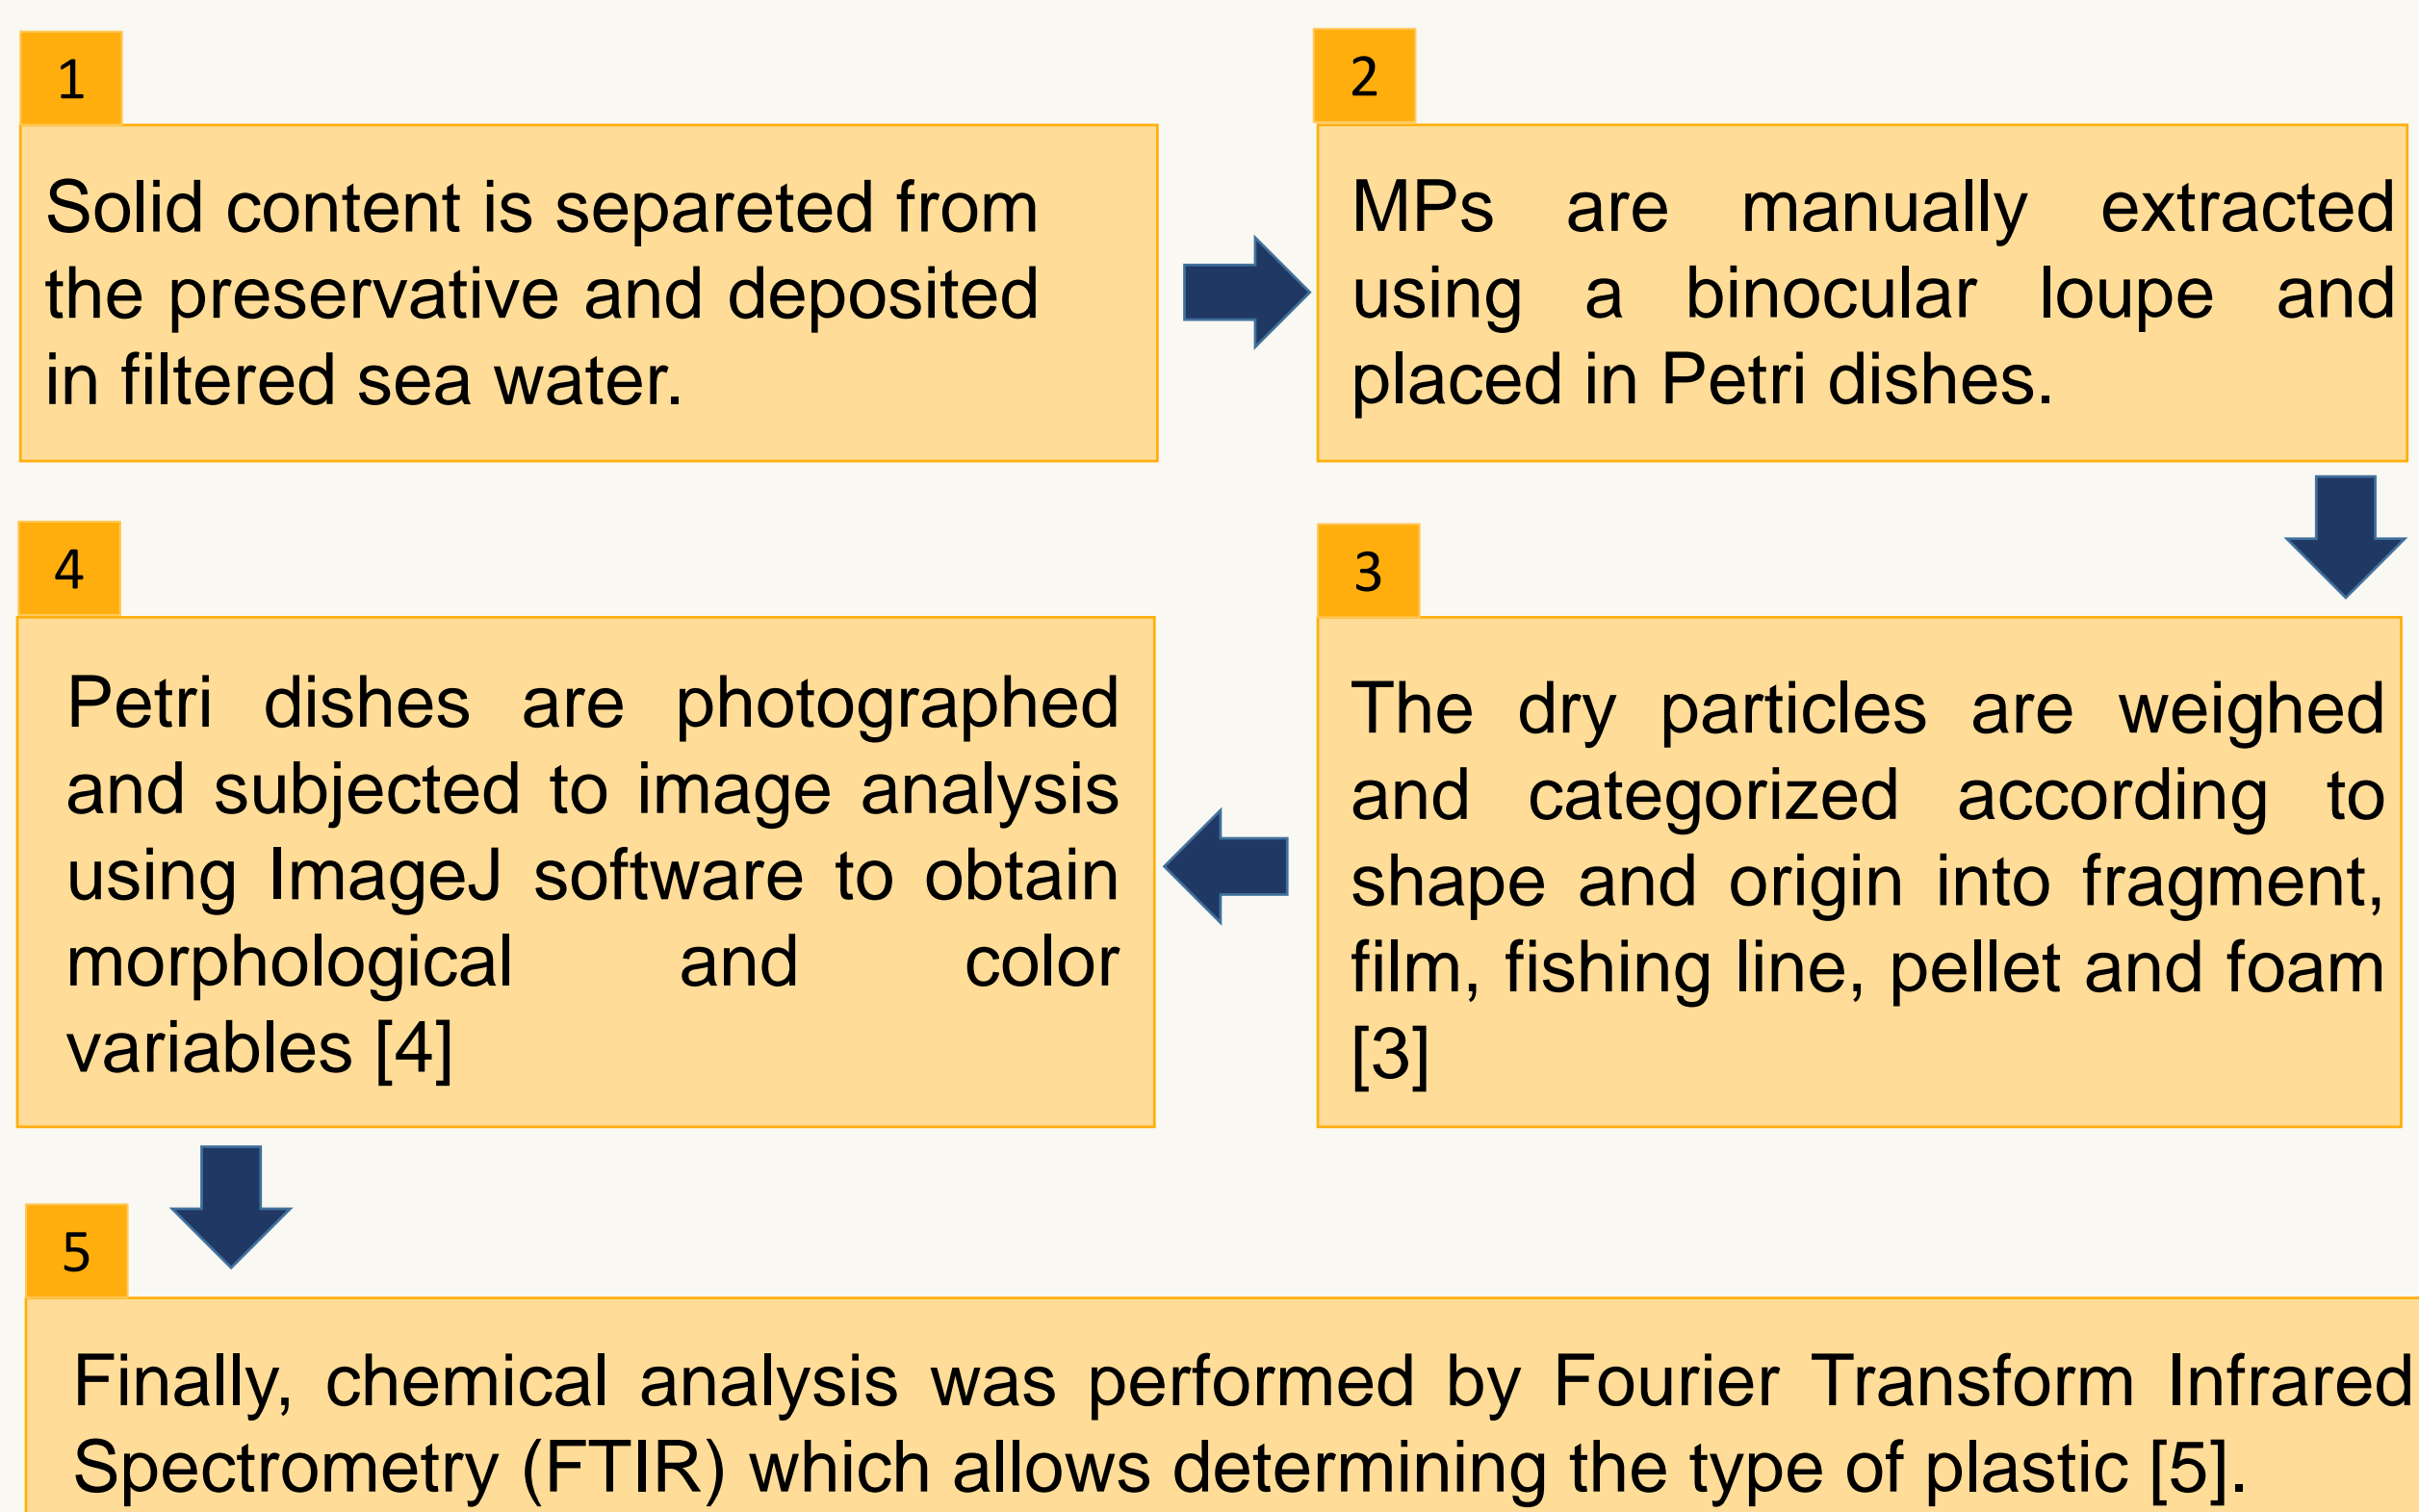 1
Solid content is separeted from
the preservative and deposited
in filtered sea water.
2
MPs are manually extracted
using a binocular loupe and
placed in Petri dishes.
3
The dry particles are weighed
and categorized according to
shape and origin into fragment,
film, fishing line, pellet and foam
[3]
4
Petri dishes are photographed
and subjected to image analysis
using ImageJ software to obtain
morphological and color
variables [4]
5
Finally, chemical analysis was performed by Fourier Transform Infrared
Spectrometry (FTIR) which allows determining the type of plastic [5].